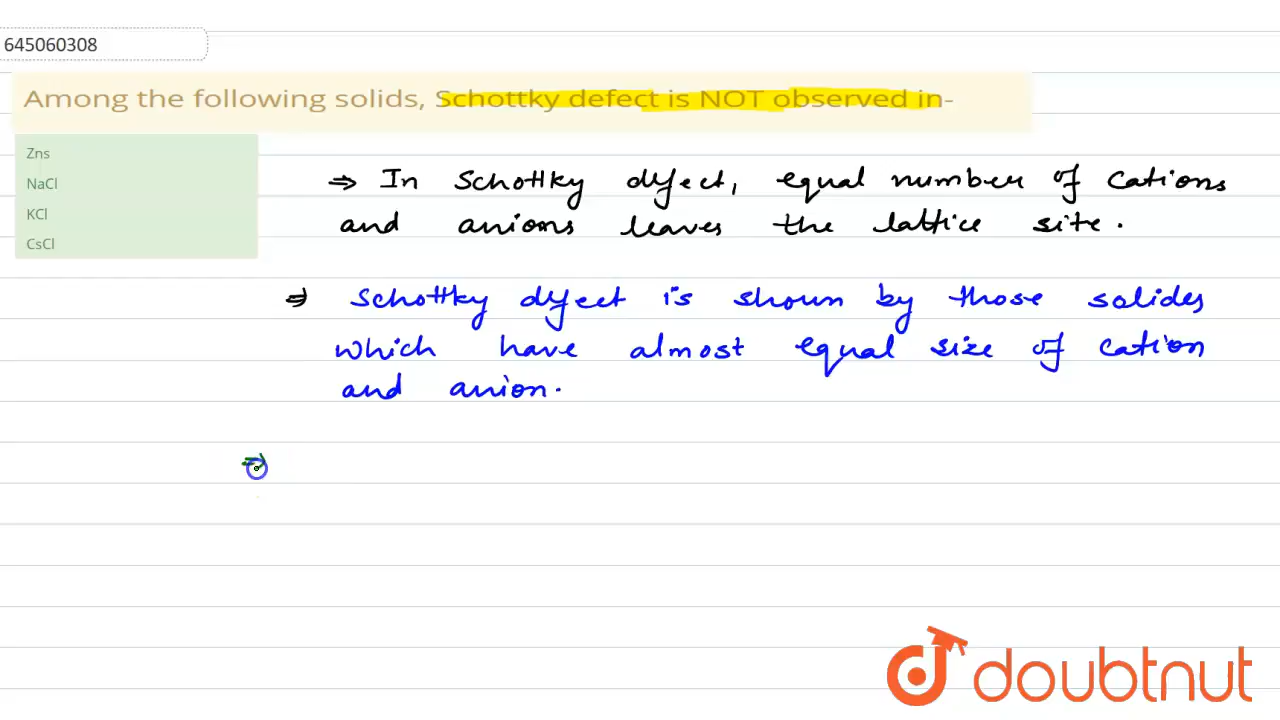 645060308
Among the following solids, Schottky defect is NOT observed in-
Zns
NaCl
KCl
CsCl
⇒ In Schottky defect, equal number of cations
and anions leaves the lattice site.
⇒ Schottky defect is shown by those solides
which have almost equal size of cation
and anion.
⇒
doubtnut